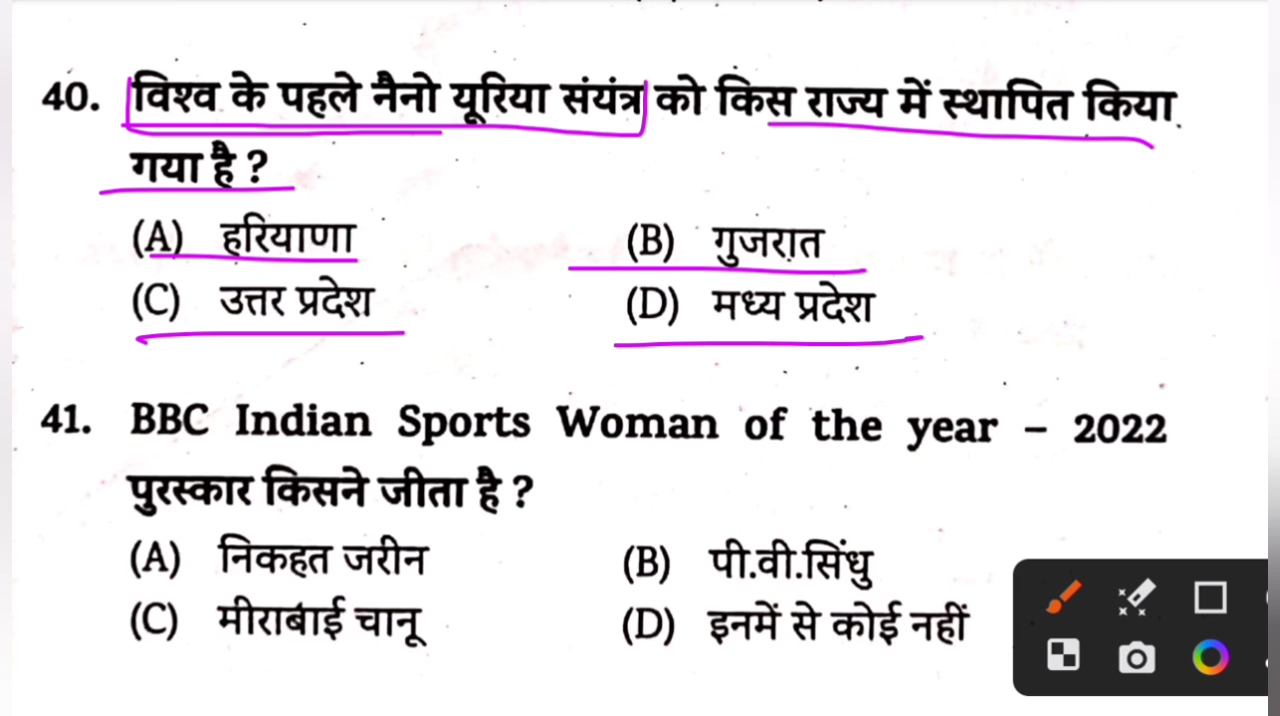 40. विश्व के पहले नैनो यूरिया संयंत्र को किस राज्य में स्थापित किया
गया है ?
(A) हरियाणा (B) गुजरात
(C) उत्तर प्रदेश (D) मध्य प्रदेश
41. BBC Indian Sports Woman of the year – 2022
पुरस्कार किसने जीता है ?
(A) निकहत जरीन (B) पी.वी.सिंधु
(C) मीराबाई चानू (D) इनमें से कोई नहीं